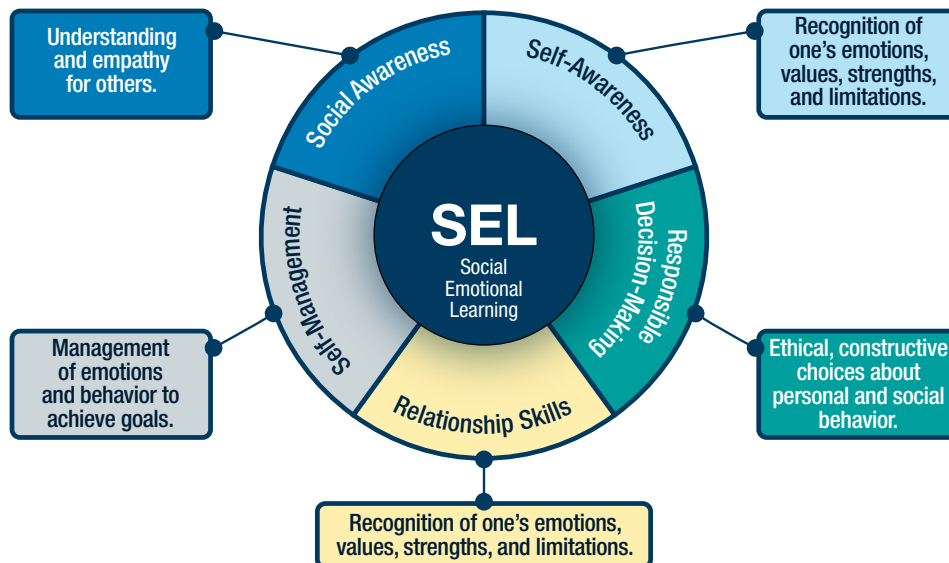 Understanding
and empathy
for others.
Social Awareness
Self-Awareness
Recognition of
one’s emotions,
values, strengths,
and limitations.
SEL
Social
Emotional
Learning
Self-Management
Responsible
Decision-Making
Management
of emotions
and behavior to
achieve goals.
Relationship Skills
Ethical, constructive
choices about
personal and social
behavior.
Recognition of one’s emotions,
values, strengths, and limitations.